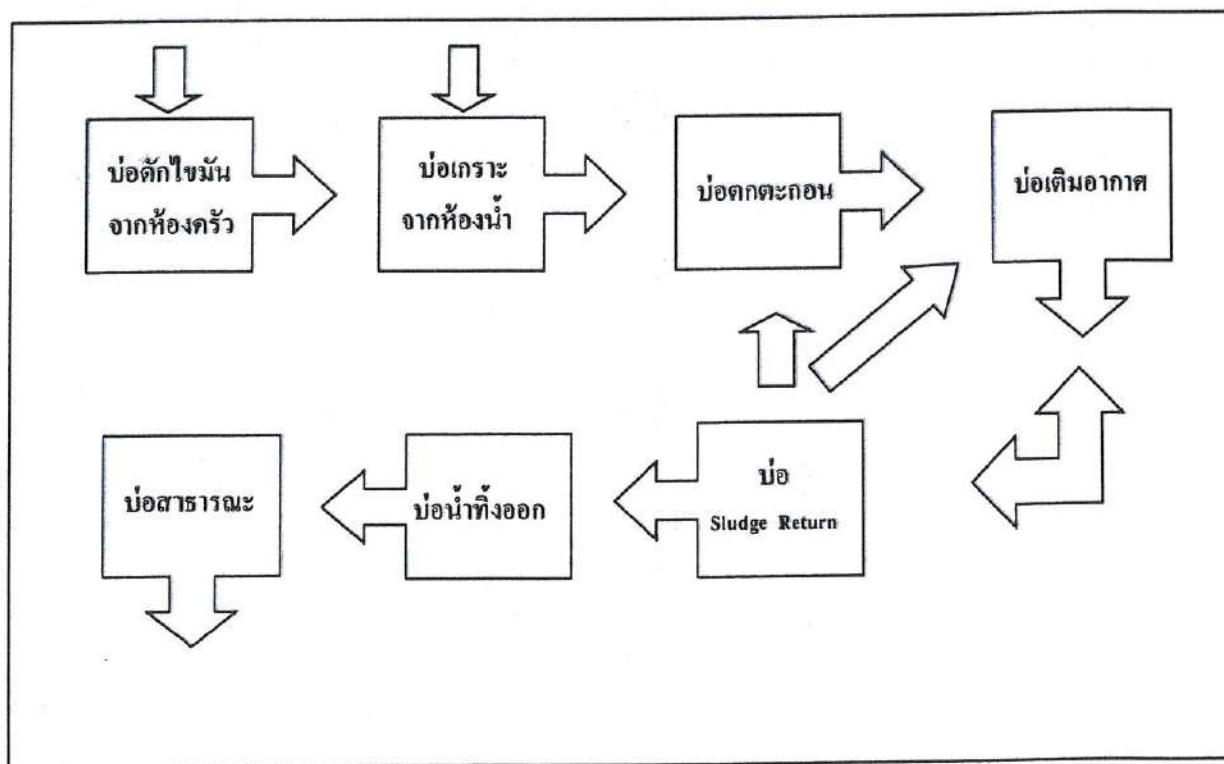 บ่อดักไขมัน
จากห้องครัว
บ่อเกราะ
จากห้องน้ำ
บ่อตกตะกอน
บ่อเติมอากาศ
บ่อสาธารณะ
บ่อน้ำทิ้งออก
บ่อ
Sludge Return